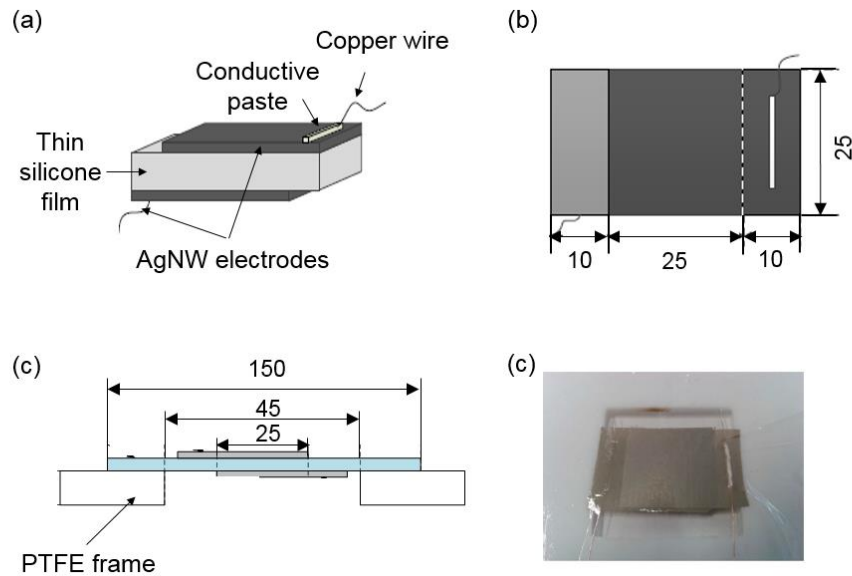 (a)
Copper wire
Conductive
paste
Thin
silicone
film
AgNW electrodes
(b)
25
10
25
10
(c)
150
45
25
PTFE frame
(c)